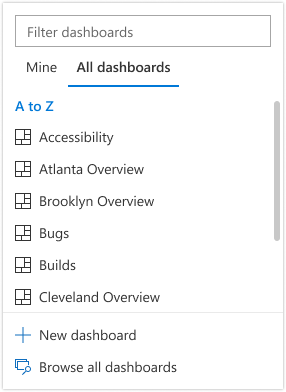 Filter dashboards
Mine All dashboards
A to Z
Accessibility
Atlanta Overview
Brooklyn Overview
Bugs
Builds
Cleveland Overview
New dashboard
Browse all dashboards